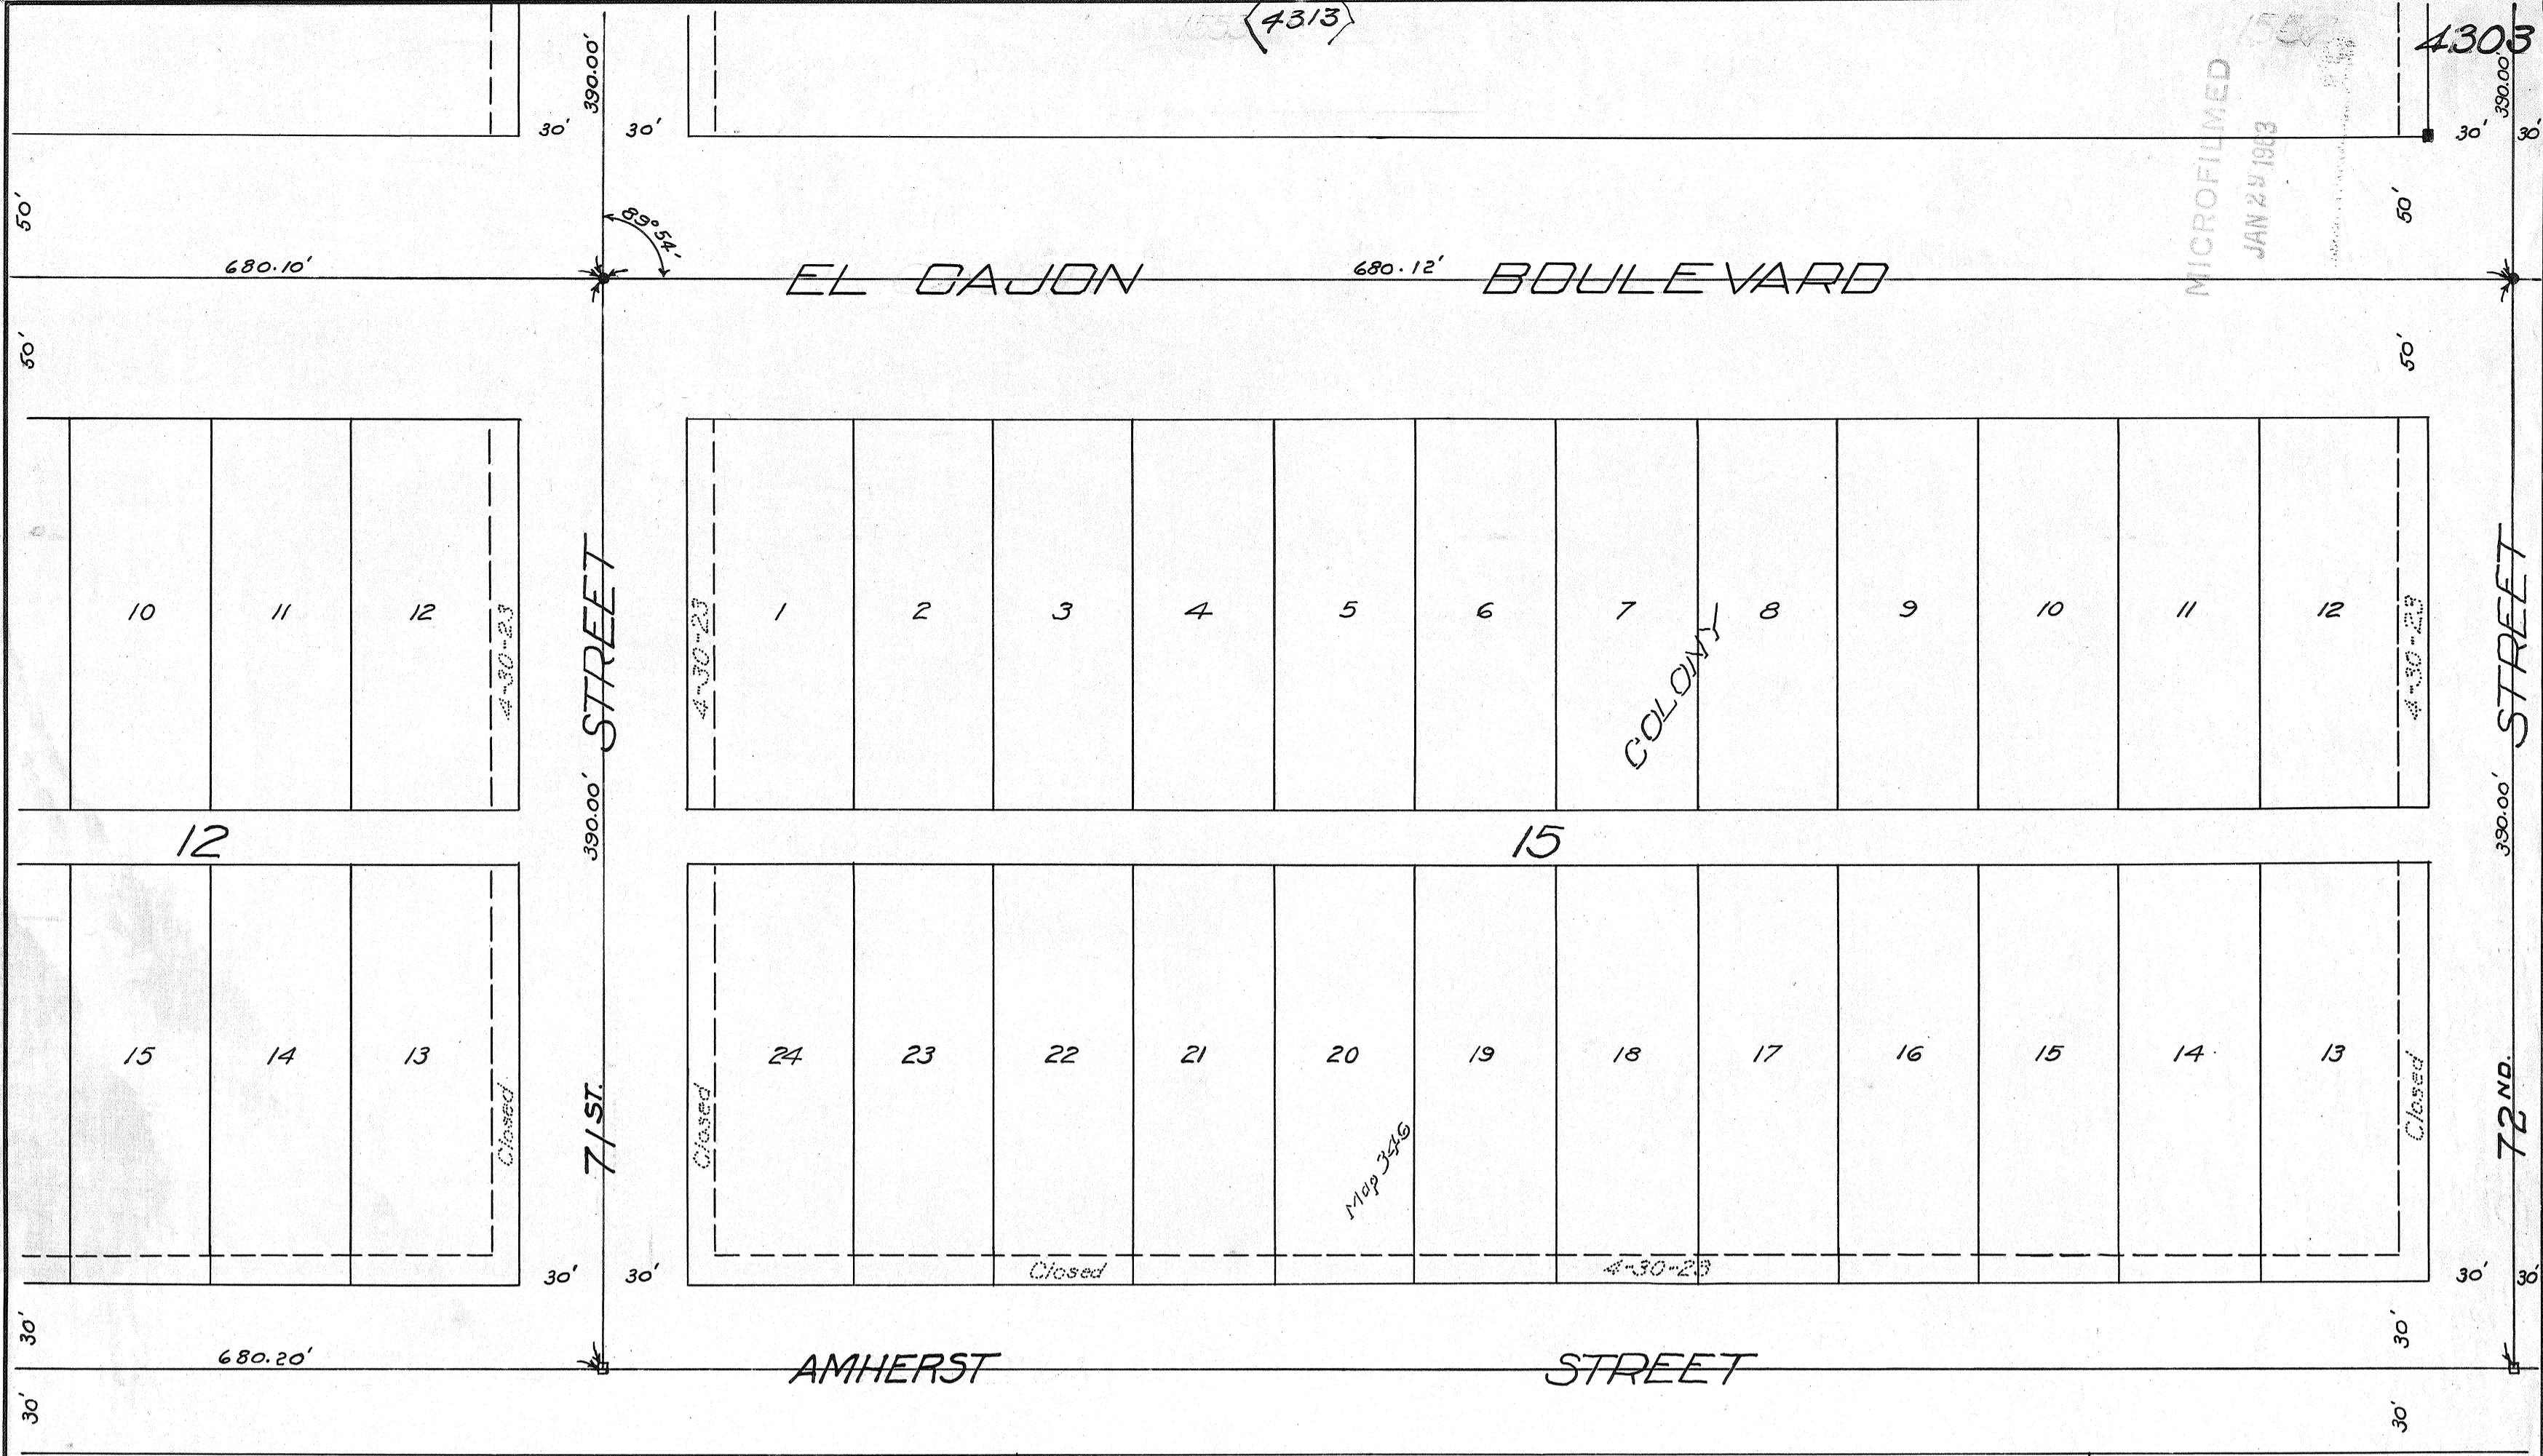 (4313)
4303
390.00'
390.00'
30' 30'
30' 30'
MICROFILMED
JAN 1963
50'
50'
89°54'
680.10'
EL CAJON 680.12' BOULEVARD
50'
50'
10 11 12
4-30-23
STREET
4-30-23
1 2 3 4 5 6 7 8 9 10 11 12
COLONY
4-30-23
STREET
390.00'
390.00'
12
15
15 14 13
Closed
71ST.
Closed
24 23 22 21 20 19 18 17 16 15 14 13
Closed
72ND.
Map 346
30' 30'
Closed
4-30-23
30' 30'
30'
30'
680.20'
AMHERST STREET
30'
30'